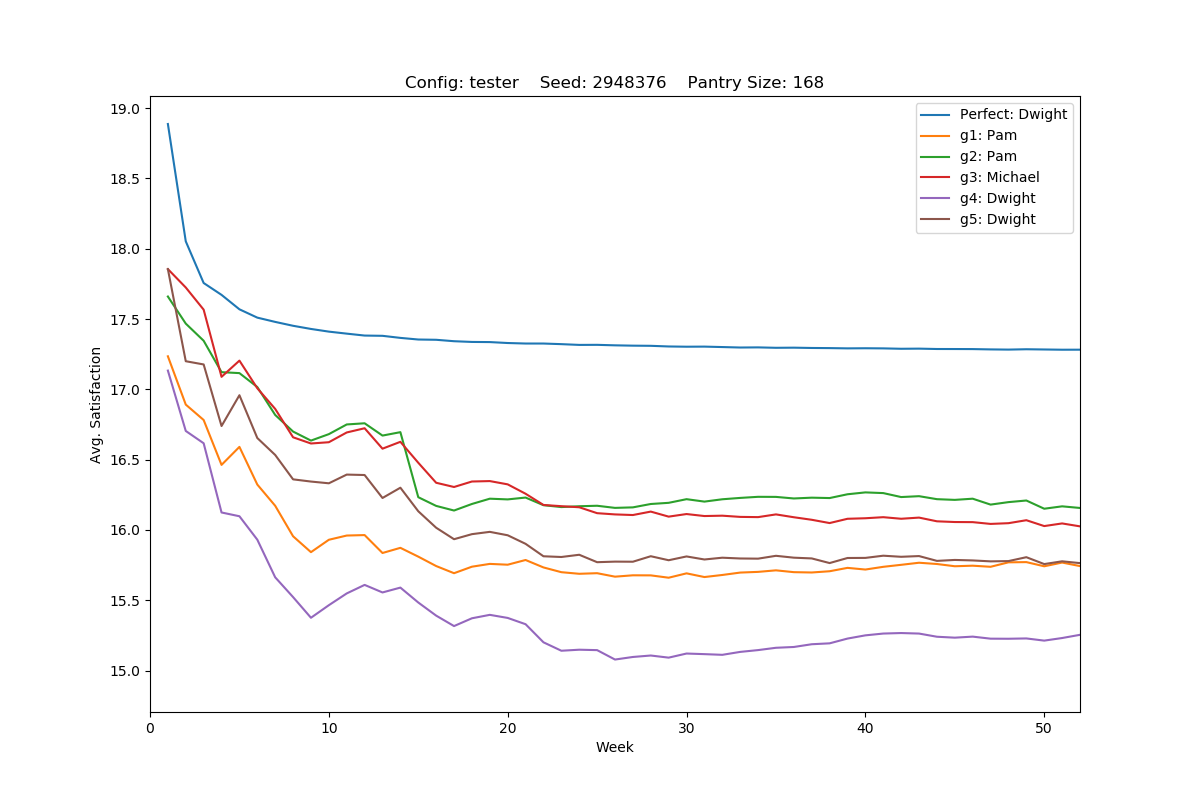 Config: tester    Seed: 2948376    Pantry Size: 168
19.0
18.5
18.0
17.5
17.0
16.5
16.0
15.5
15.0
Avg. Satisfaction
Perfect: Dwight
g1: Pam
g2: Pam
g3: Michael
g4: Dwight
g5: Dwight
0 10 20 30 40 50
Week